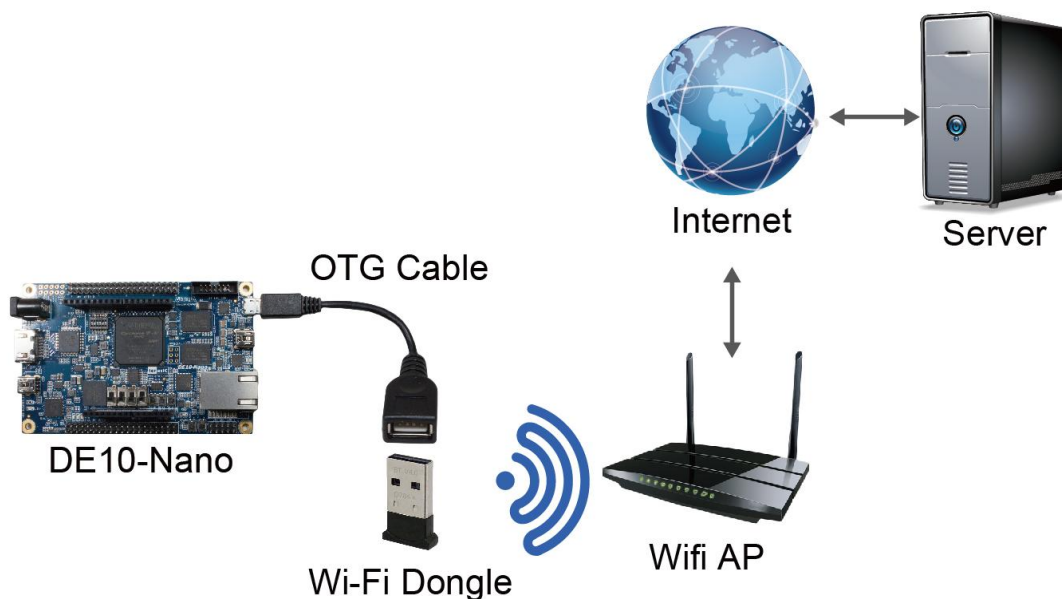 Internet
Server
OTG Cable
DE10-Nano
Wi-Fi Dongle
Wifi AP